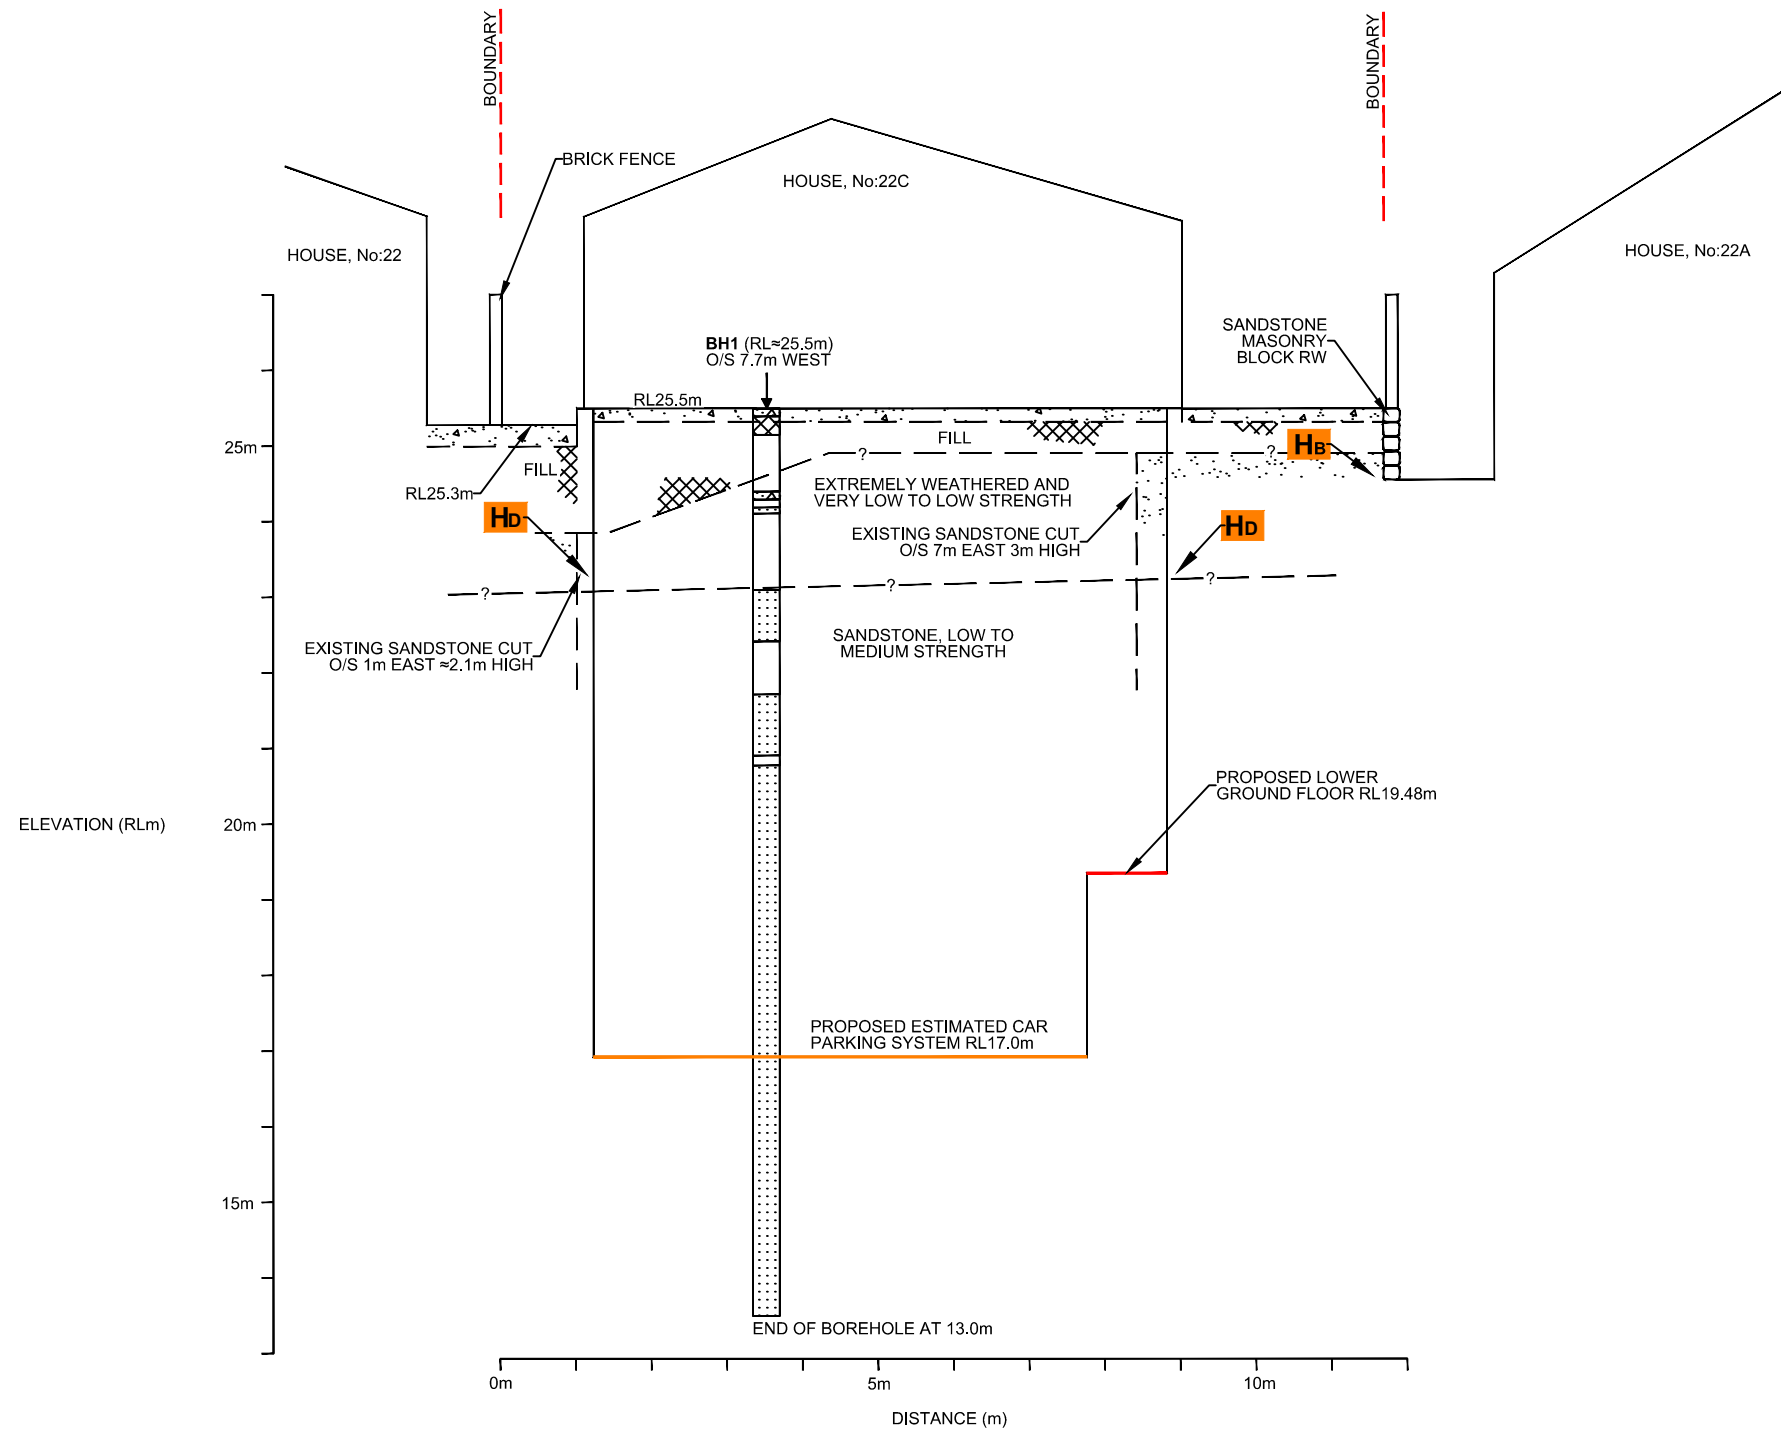 BOUNDARY
BOUNDARY
BRICK FENCE
HOUSE, No:22C
HOUSE, No:22
HOUSE, No:22A
SANDSTONE
MASONRY
BLOCK RW
BH1 (RL≈25.5m)
O/S 7.7m WEST
RL25.5m
FILL
HB
25m
FILL
RL25.3m
HD
EXTREMELY WEATHERED AND
VERY LOW TO LOW STRENGTH
EXISTING SANDSTONE CUT
O/S 7m EAST 3m HIGH
HD
?
?
?
?
?
EXISTING SANDSTONE CUT
O/S 1m EAST ≈2.1m HIGH
SANDSTONE, LOW TO
MEDIUM STRENGTH
PROPOSED LOWER
GROUND FLOOR RL19.48m
ELEVATION (RLm)
20m
PROPOSED ESTIMATED CAR
PARKING SYSTEM RL17.0m
15m
END OF BOREHOLE AT 13.0m
0m
5m
10m
DISTANCE (m)